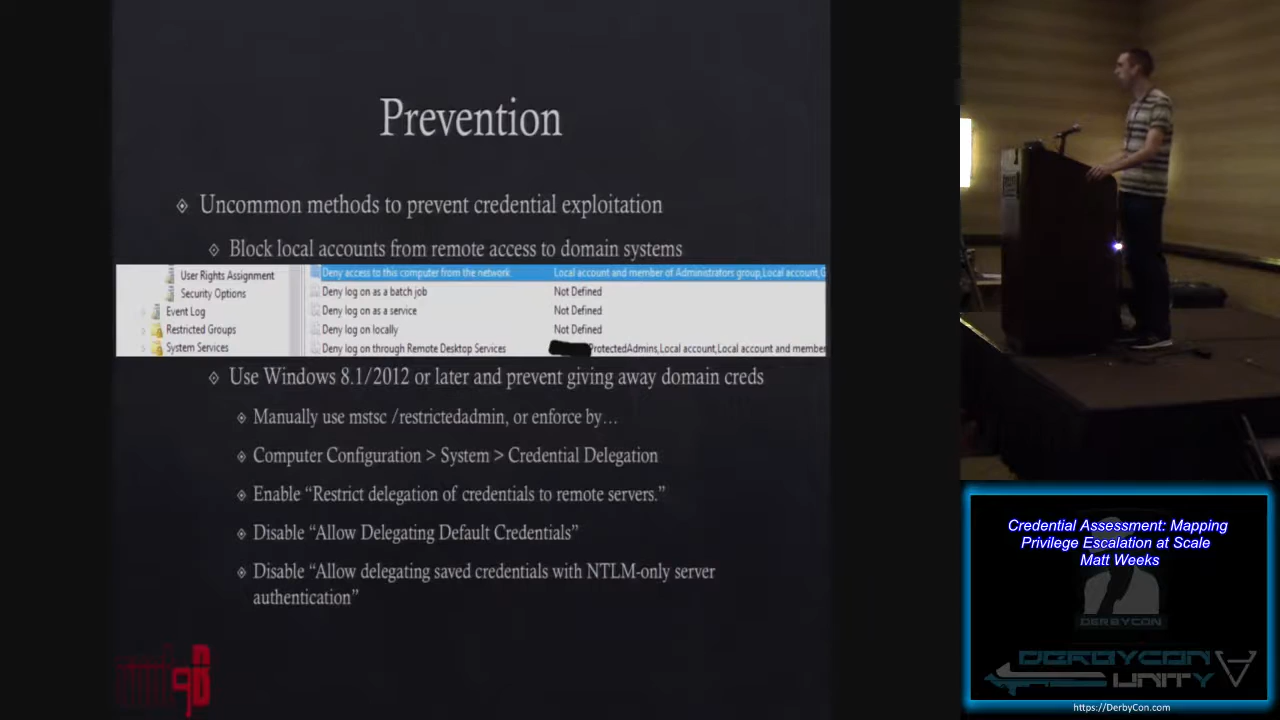 Prevention
Uncommon methods to prevent credential exploitation
Block local accounts from remote access to domain systems
User Rights Assignment
Security Options
Event Log
Restricted Groups
System Services
Deny access to this computer from the network Local account and member of Administrators group,Local account,G
Deny log on as a batch job Not Defined
Deny log on as a service Not Defined
Deny log on locally Not Defined
Deny log on through Remote Desktop Services ProtectedAdmins,Local account,Local account and member
Use Windows 8.1/2012 or later and prevent giving away domain creds
Manually use mstsc /restrictedadmin, or enforce by…
Computer Configuration > System > Credential Delegation
Enable “Restrict delegation of credentials to remote servers.”
Disable “Allow Delegating Default Credentials”
Disable “Allow delegating saved credentials with NTLM-only server
authentication”
Credential Assessment: Mapping
Privilege Escalation at Scale
Matt Weeks
DERBYCON
DERBYCON
UNITY
https://DerbyCon.com